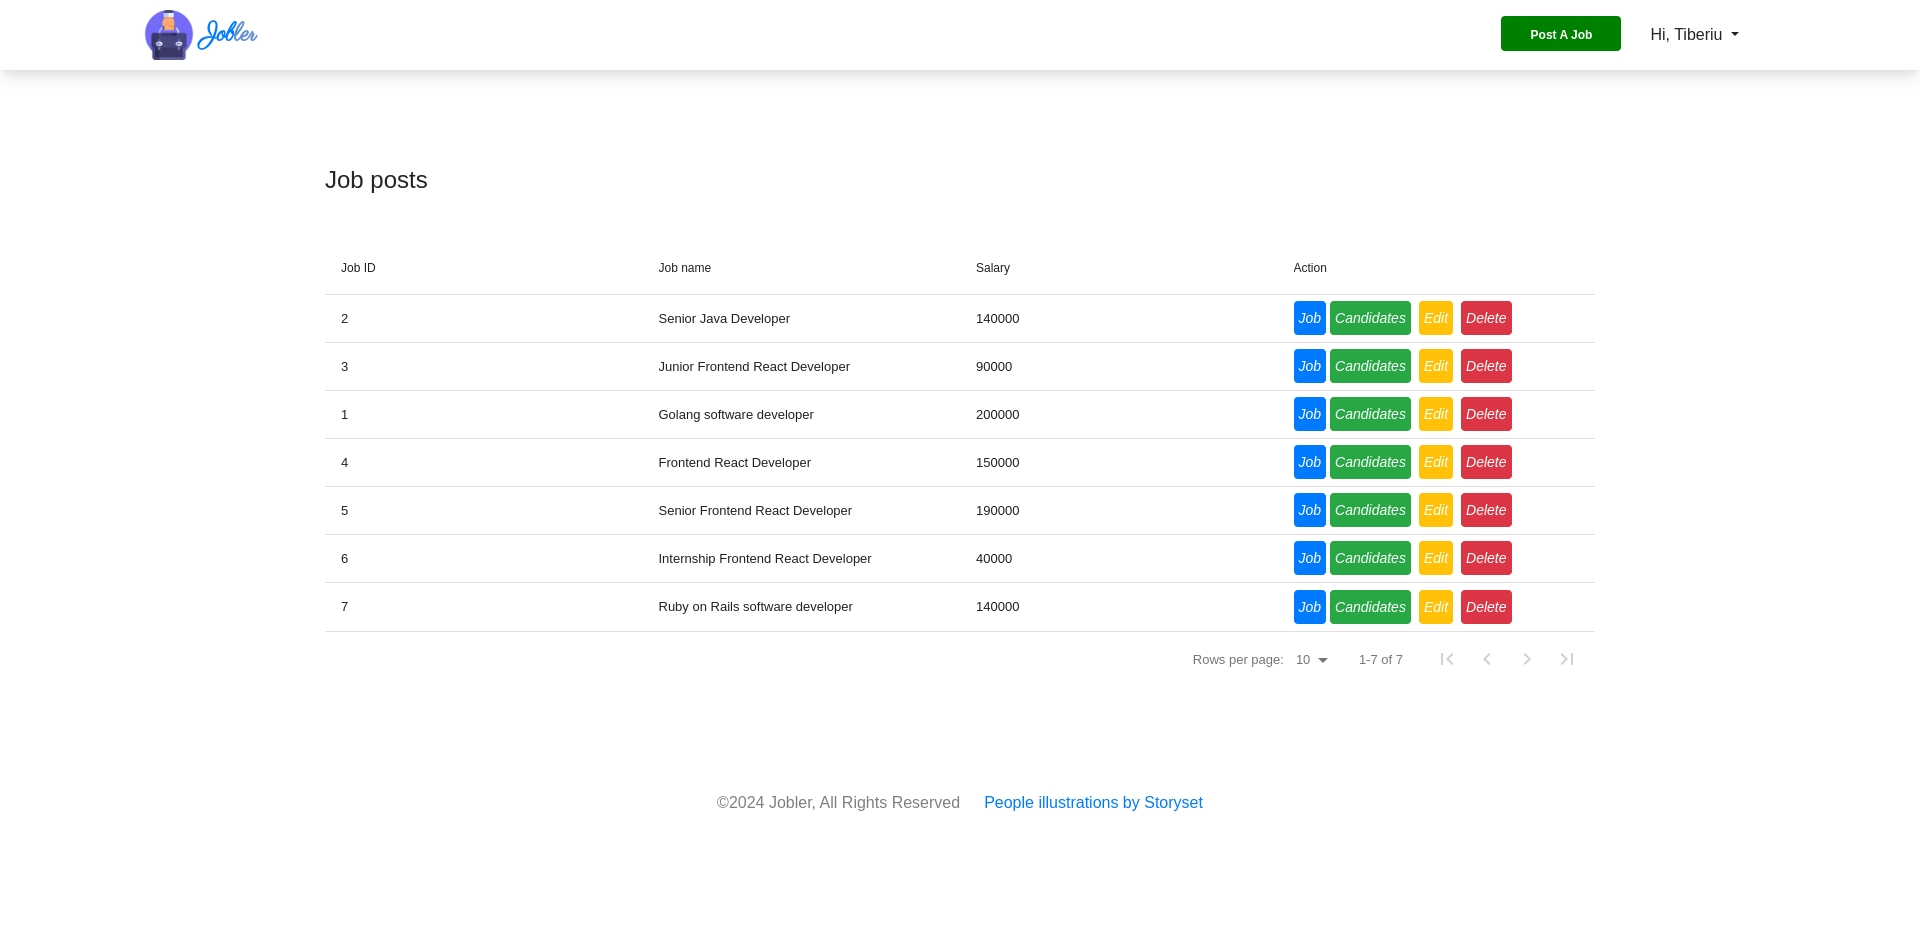 Jobler
Post A Job
Hi, Tiberiu
Job posts
Job ID Job name Salary Action
2 Senior Java Developer 140000 Job Candidates Edit Delete
3 Junior Frontend React Developer 90000 Job Candidates Edit Delete
1 Golang software developer 200000 Job Candidates Edit Delete
4 Frontend React Developer 150000 Job Candidates Edit Delete
5 Senior Frontend React Developer 190000 Job Candidates Edit Delete
6 Internship Frontend React Developer 40000 Job Candidates Edit Delete
7 Ruby on Rails software developer 140000 Job Candidates Edit Delete
Rows per page: 10 1-7 of 7
©2024 Jobler, All Rights Reserved People illustrations by Storyset